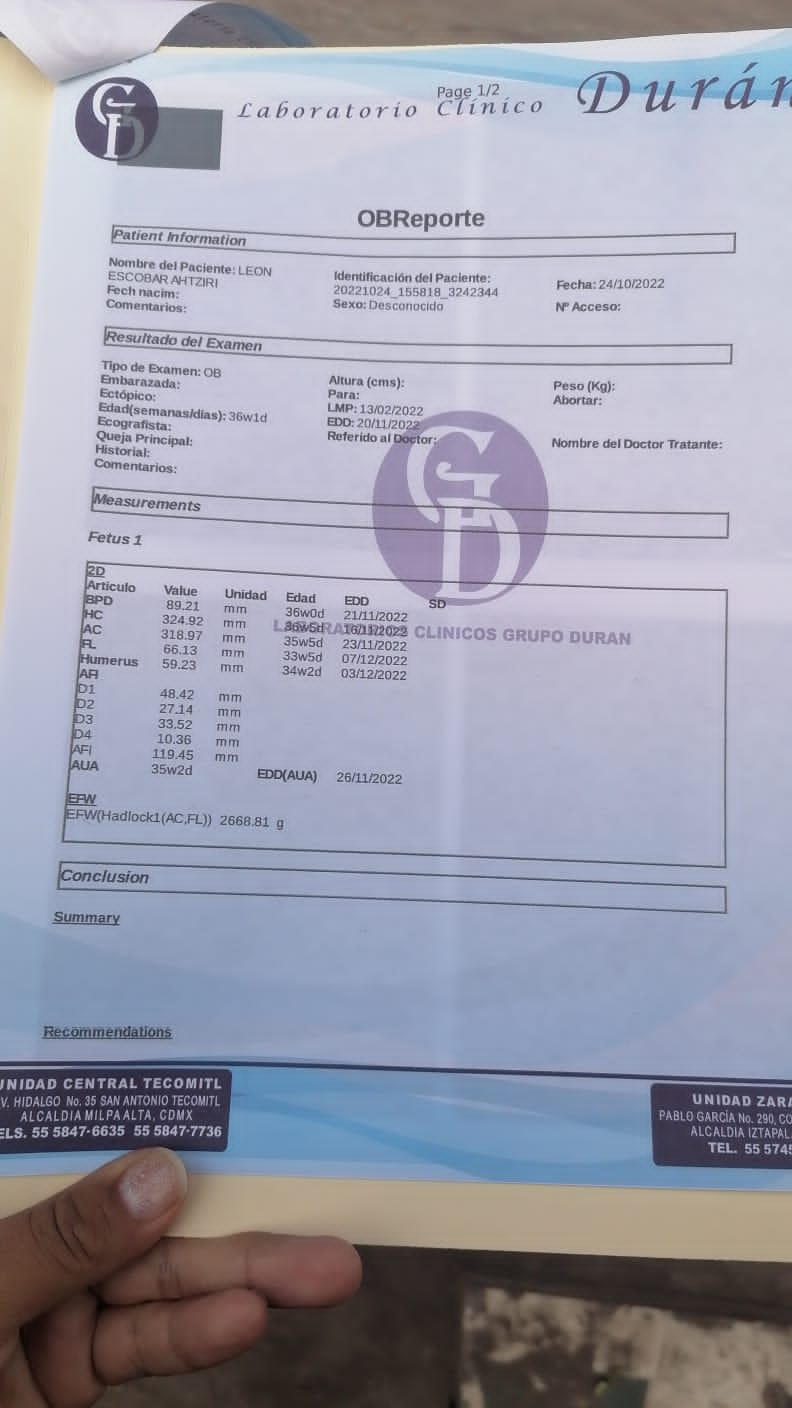 Page 1/2
Laboratorio Clínico Durán
OBReporte
Patient Information
Nombre del Paciente: LEON ESCOBAR AHTZIRI
Identificación del Paciente: 20221024_155818_3242344
Fecha: 24/10/2022
Fech nacim:
Sexo: Desconocido
Nº Acceso:
Comentarios:
Resultado del Examen
Tipo de Examen: OB
Altura (cms):
Peso (Kg):
Embarazada:
Para:
Abortar:
Ectópico:
LMP: 13/02/2022
Edad(semanas/días): 36w1d
EDD: 20/11/2022
Ecografista:
Referido al Doctor:
Nombre del Doctor Tratante:
Queja Principal:
Historial:
Comentarios:
Measurements
Fetus 1
2D
Artículo Value Unidad Edad EDD SD
BPD 89.21 mm 36w0d 21/11/2022
HC 324.92 mm 36w5d 16/11/2022
AC 318.97 mm 35w5d 23/11/2022
FL 66.13 mm 33w5d 07/12/2022
Humerus 59.23 mm 34w2d 03/12/2022
AFI
D1 48.42 mm
D2 27.14 mm
D3 33.52 mm
D4 10.36 mm
AFI 119.45 mm
AUA 35w2d EDD(AUA) 26/11/2022
EFW
EFW(Hadlock1(AC,FL)) 2668.81 g
LABORATORIOS CLINICOS GRUPO DURAN
Conclusion
Summary
Recommendations
UNIDAD CENTRAL TECOMITL
V. HIDALGO No. 35 SAN ANTONIO TECOMITL
ALCALDIA MILPA ALTA, CDMX
ELS. 55 5847-6635 55 5847-7736
UNIDAD ZARA
PABLO GARCÍA No. 290, CO
ALCALDIA IZTAPAL
TEL. 55 5745